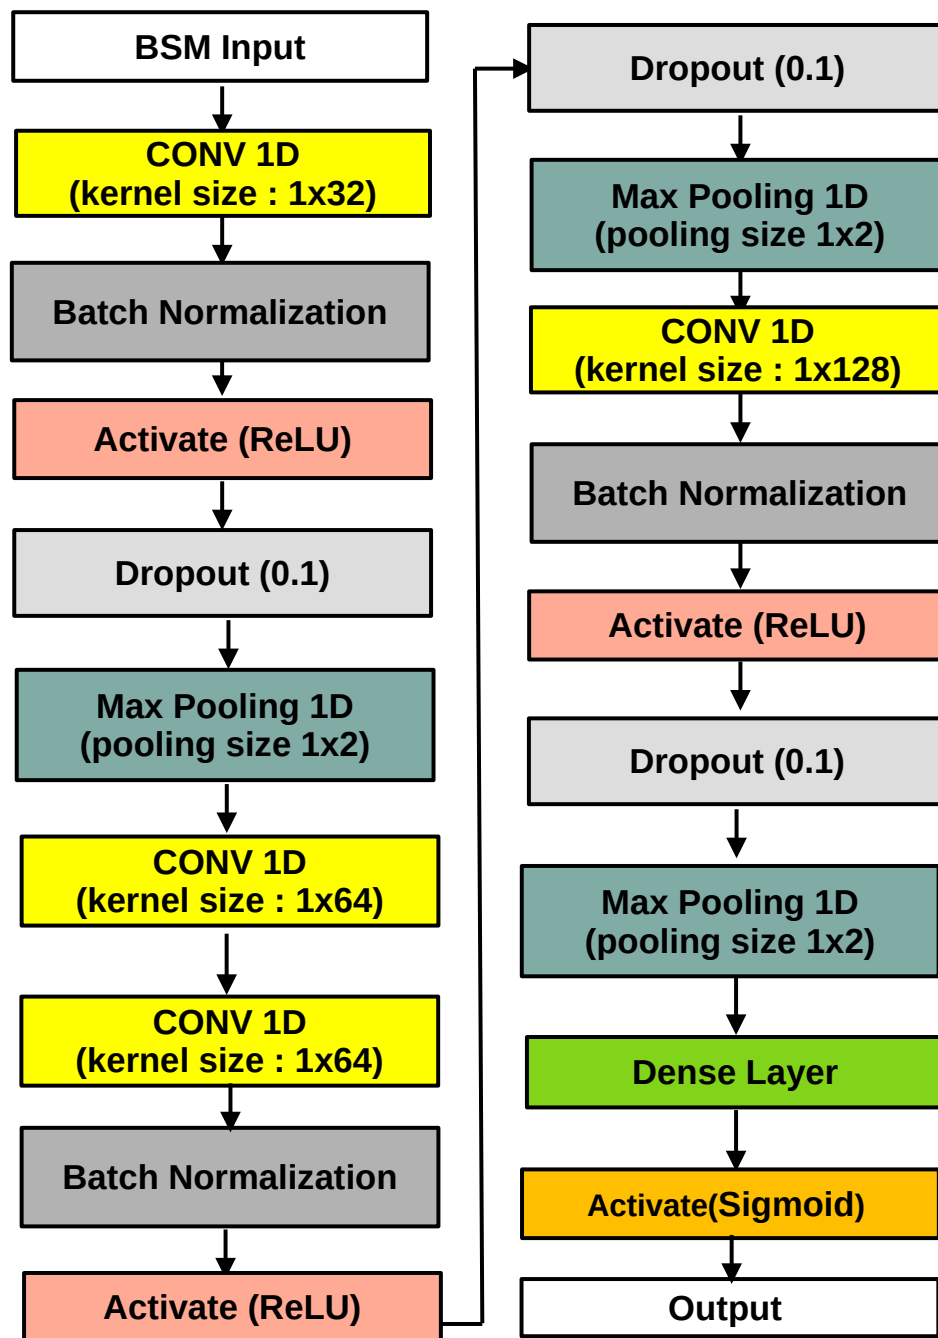 BSM Input
CONV 1D
(kernel size : 1x32)
Batch Normalization
Activate (ReLU)
Dropout (0.1)
Max Pooling 1D
(pooling size 1x2)
CONV 1D
(kernel size : 1x64)
CONV 1D
(kernel size : 1x64)
Batch Normalization
Activate (ReLU)
Dropout (0.1)
Max Pooling 1D
(pooling size 1x2)
CONV 1D
(kernel size : 1x128)
Batch Normalization
Activate (ReLU)
Dropout (0.1)
Max Pooling 1D
(pooling size 1x2)
Dense Layer
Activate(Sigmoid)
Output